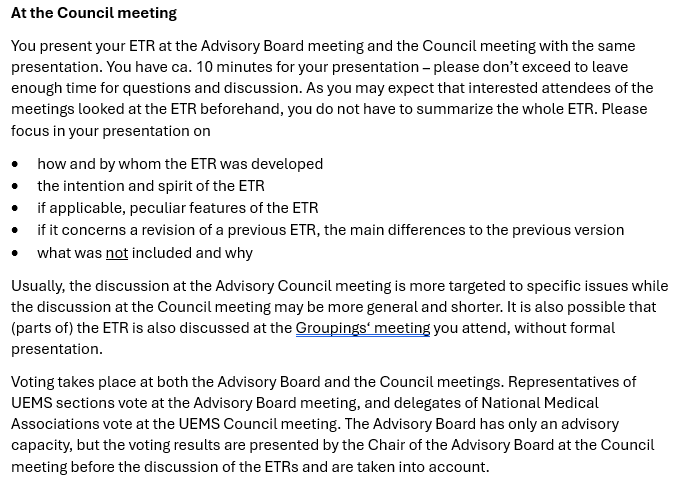 At the Council meeting
You present your ETR at the Advisory Board meeting and the Council meeting with the same
presentation. You have ca. 10 minutes for your presentation – please don’t exceed to leave
enough time for questions and discussion. As you may expect that interested attendees of the
meetings looked at the ETR beforehand, you do not have to summarize the whole ETR. Please
focus in your presentation on
• how and by whom the ETR was developed
• the intention and spirit of the ETR
• if applicable, peculiar features of the ETR
• if it concerns a revision of a previous ETR, the main differences to the previous version
• what was not included and why
Usually, the discussion at the Advisory Council meeting is more targeted to specific issues while
the discussion at the Council meeting may be more general and shorter. It is also possible that
(parts of) the ETR is also discussed at the Groupings‘ meeting you attend, without formal
presentation.
Voting takes place at both the Advisory Board and the Council meetings. Representatives of
UEMS sections vote at the Advisory Board meeting, and delegates of National Medical
Associations vote at the UEMS Council meeting. The Advisory Board has only an advisory
capacity, but the voting results are presented by the Chair of the Advisory Board at the Council
meeting before the discussion of the ETRs and are taken into account.